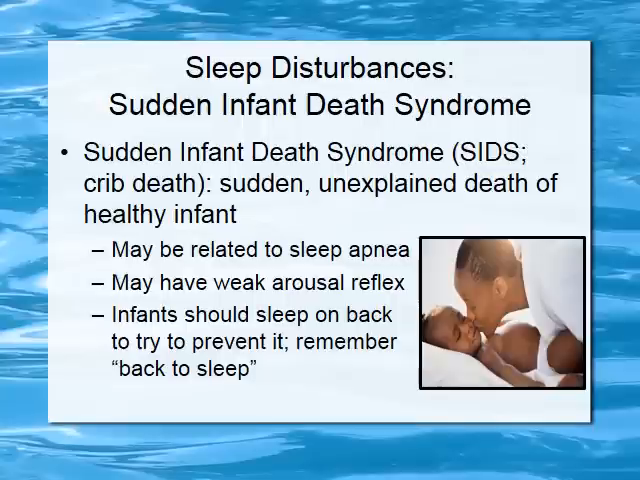 Sleep Disturbances:
Sudden Infant Death Syndrome
• Sudden Infant Death Syndrome (SIDS;
crib death): sudden, unexplained death of
healthy infant
– May be related to sleep apnea
– May have weak arousal reflex
– Infants should sleep on back
to try to prevent it; remember
“back to sleep”